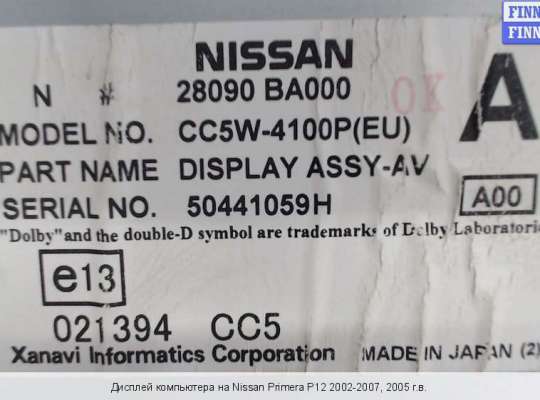 FINN
FINN
NISSAN
N # 28090 BA000
OK
A
MODEL NO. CC5W-4100P(EU)
PART NAME DISPLAY ASSY-AV
SERIAL NO. 50441059H
A00
"Dolby"and the double-D symbol are trademarks of Dolby
e13
021394 CC5
Xanavi Informatics Corporation MADE IN JAPAN (2)
Дисплей компьютера на Nissan Primera P12 2002-2007, 2005 г.в.